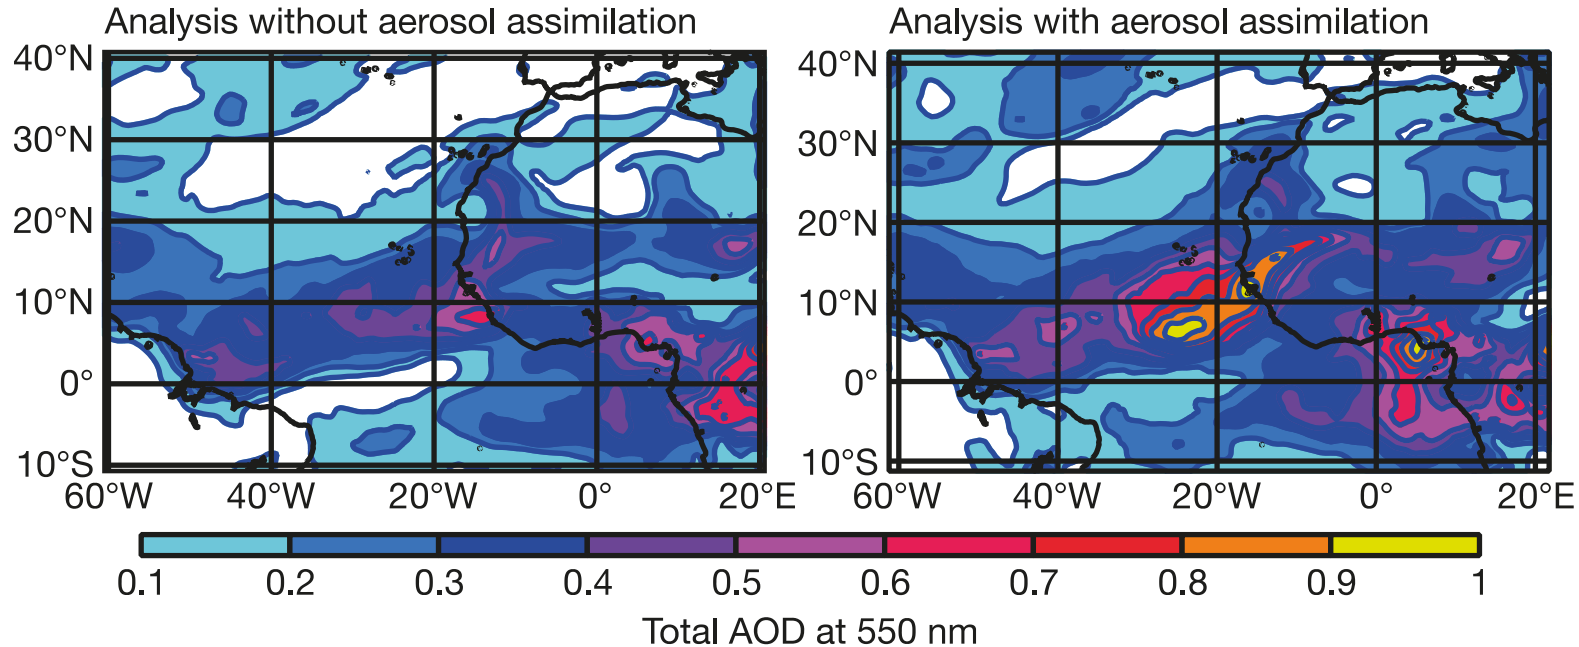 Analysis without aerosol assimilation
Analysis with aerosol assimilation
40°N
30°N
20°N
10°N
0°
10°S
60°W 40°W 20°W 0° 20°E
40°N
30°N
20°N
10°N
0°
10°S
60°W 40°W 20°W 0° 20°E
0.1 0.2 0.3 0.4 0.5 0.6 0.7 0.8 0.9 1
Total AOD at 550 nm